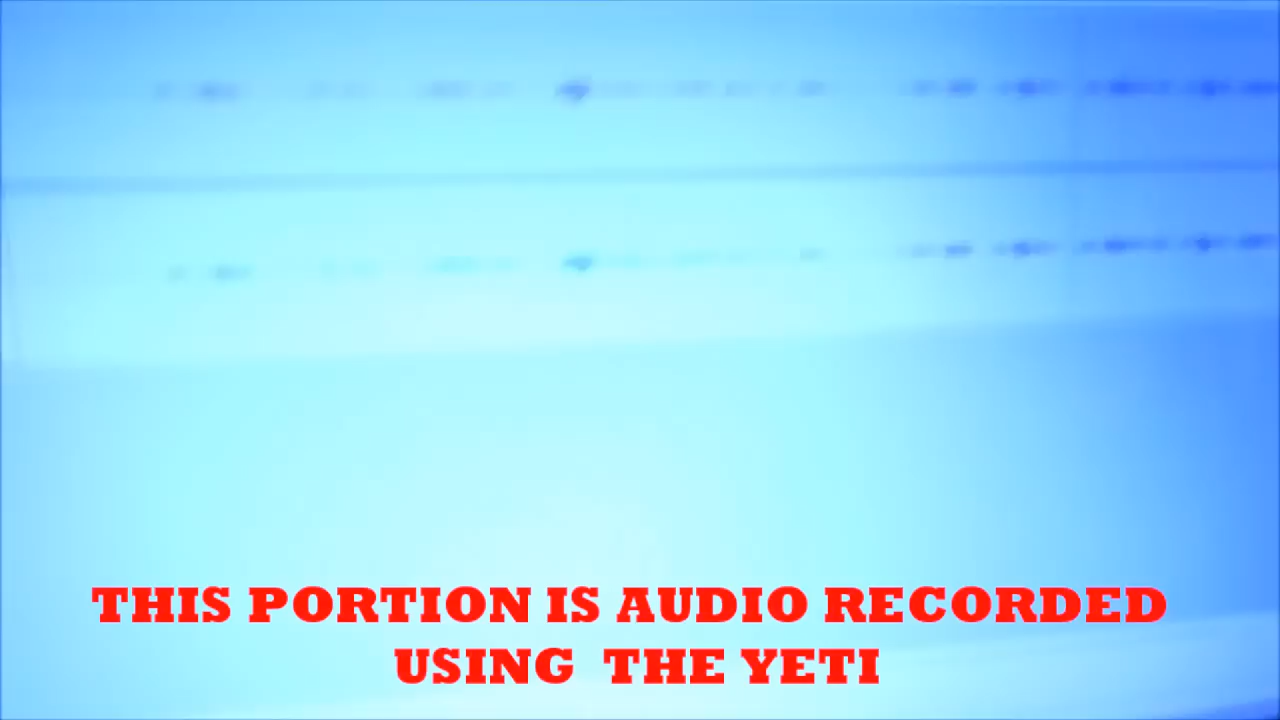 THIS PORTION IS AUDIO RECORDED
USING THE YETI